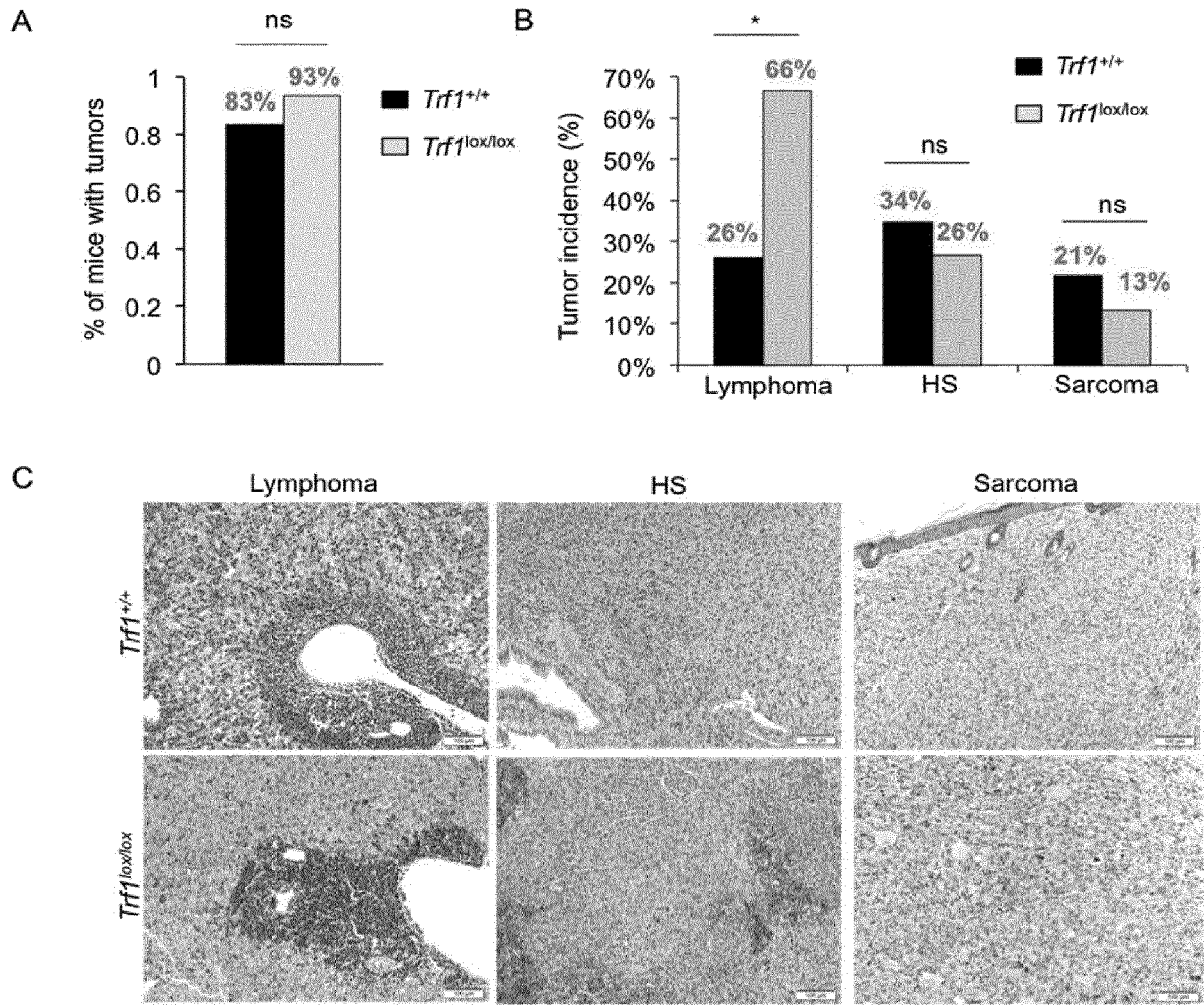 A
ns
% of mice with tumors
1
0.8
0.6
0.4
0.2
0
83%
93%
Trf1+/+
Trf1lox/lox
B
*
Tumor incidence (%)
70%
60%
50%
40%
30%
20%
10%
0%
26%
66%
ns
34%
26%
ns
21%
13%
Trf1+/+
Trf1lox/lox
Lymphoma
HS
Sarcoma
C
Lymphoma
HS
Sarcoma
Trf1+/+
Trf1lox/lox